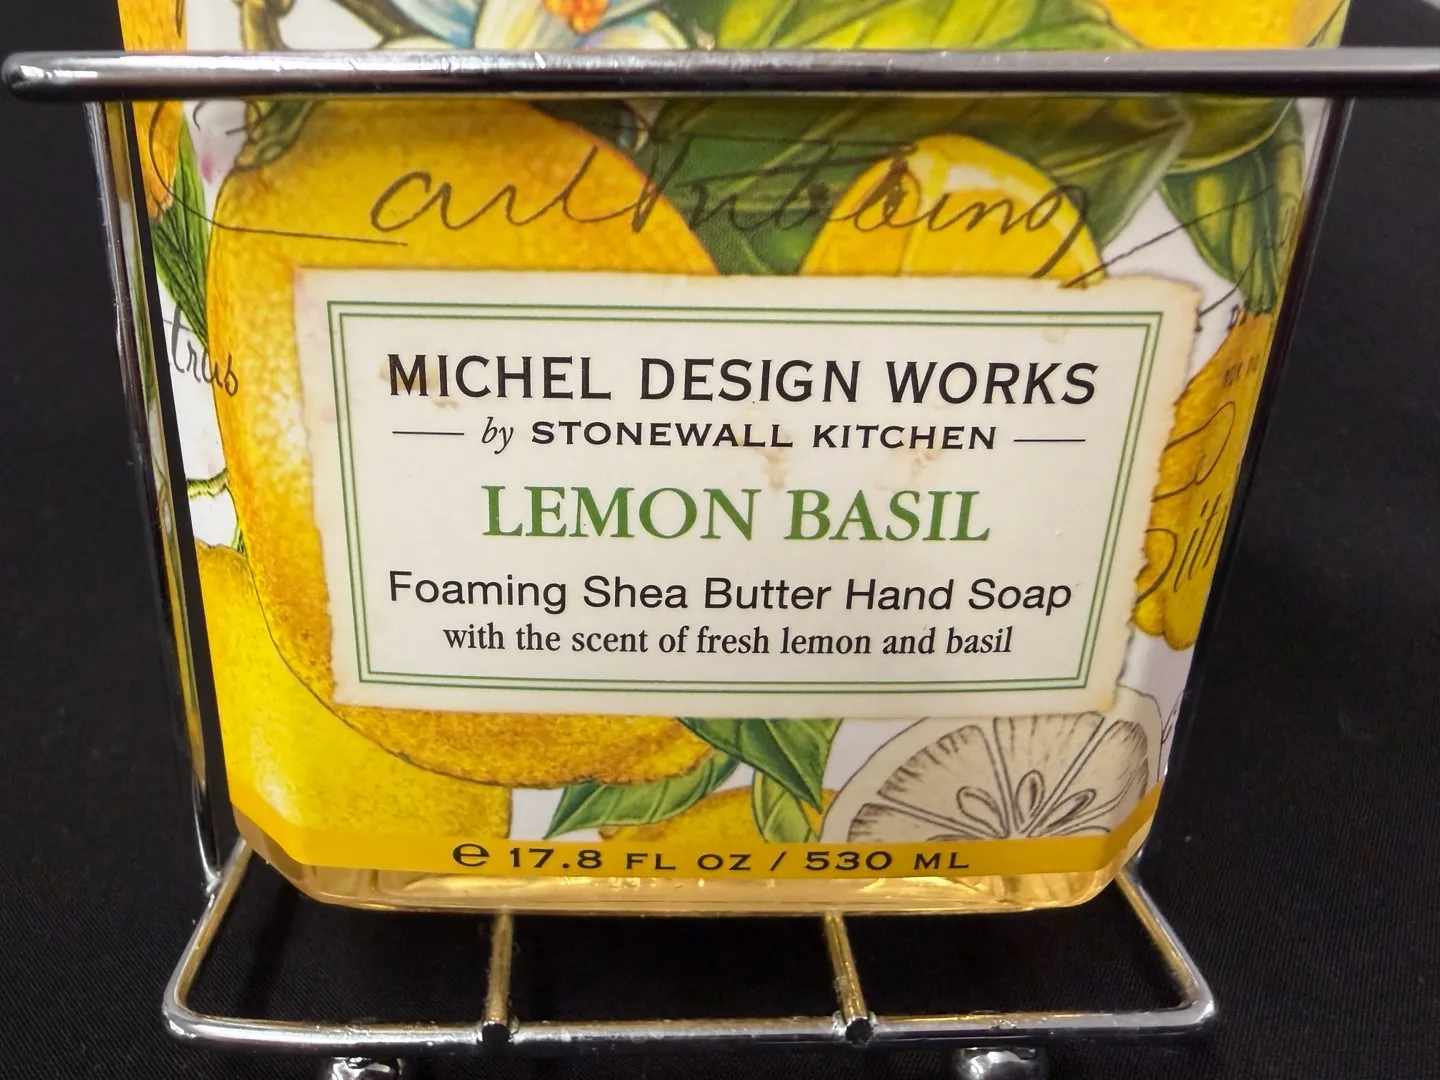 trus
MICHEL DESIGN WORKS
by STONEWALL KITCHEN
LEMON BASIL
Foaming Shea Butter Hand Soap
with the scent of fresh lemon and basil
e 17.8 FL OZ / 530 ML